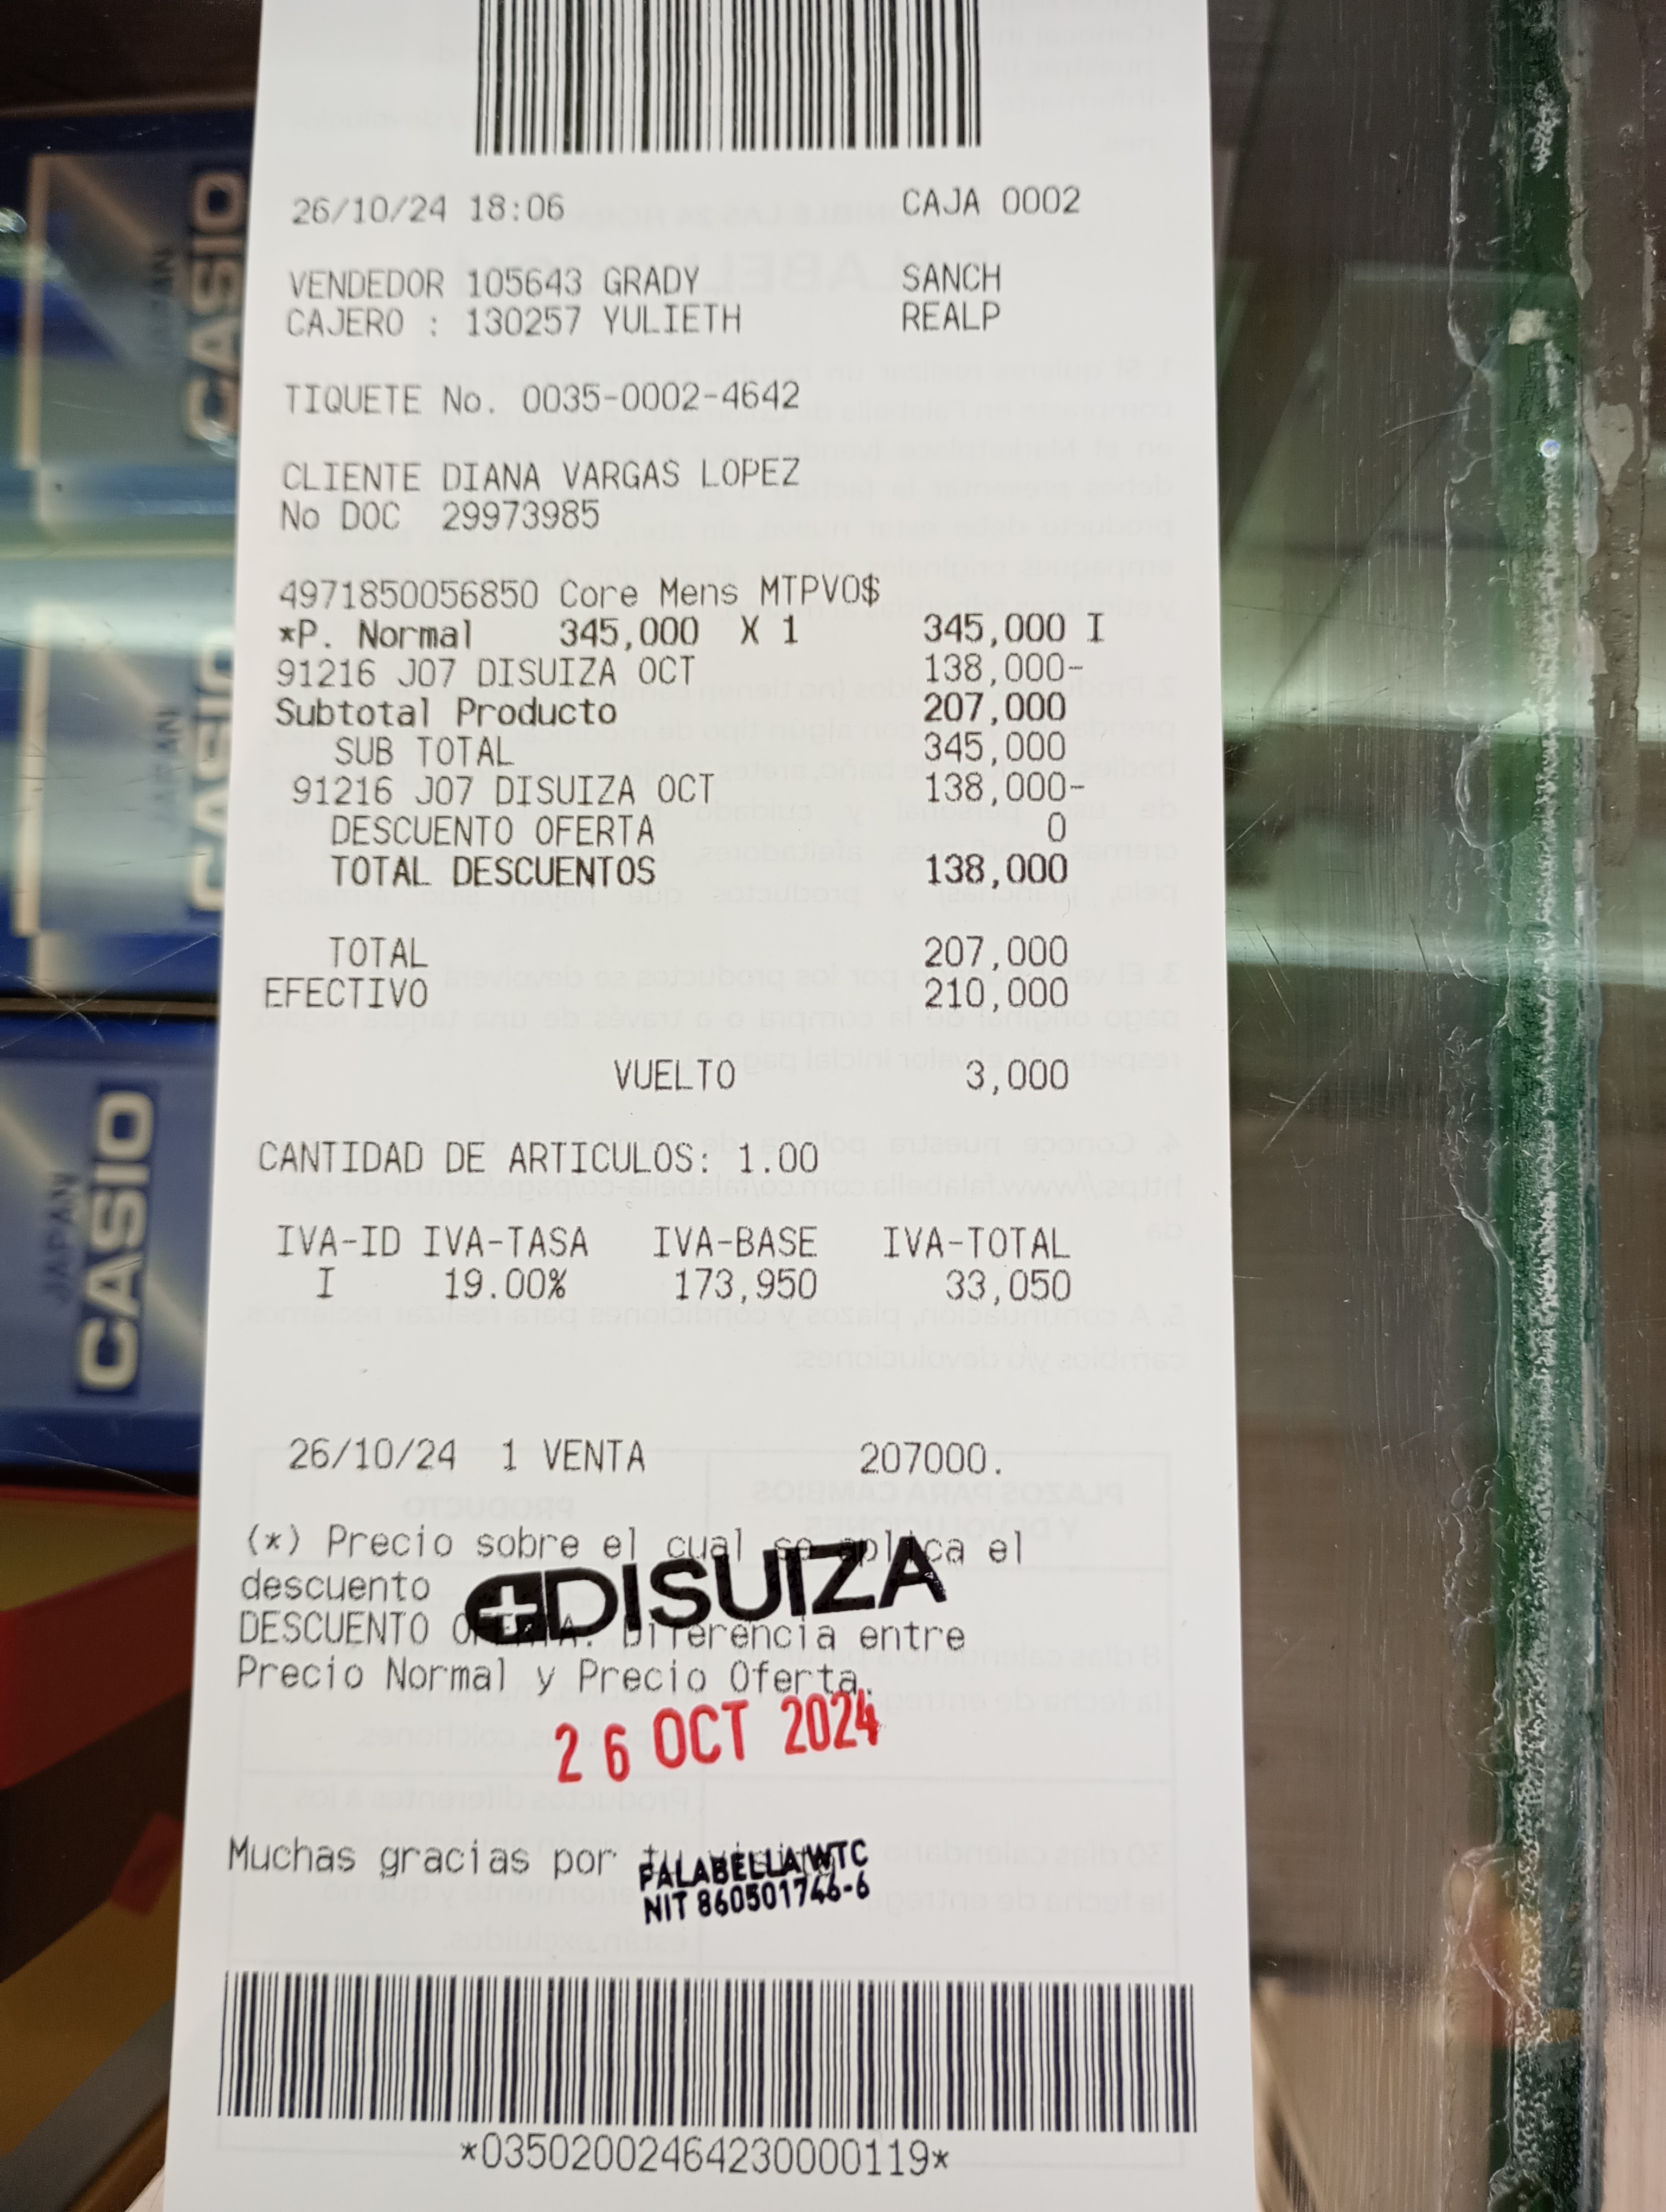 26/10/24 18:06 CAJA 0002
VENDEDOR 105643 GRADY SANCH
CAJERO : 130257 YULIETH REALP
TIQUETE No. 0035-0002-4642
CLIENTE DIANA VARGAS LOPEZ
No DOC 29973985
4971850056850 Core Mens MTPVO$
*P. Normal 345,000 X 1 345,000 I
91216 J07 DISUIZA OCT 138,000-
Subtotal Producto 207,000
SUB TOTAL 345,000
91216 J07 DISUIZA OCT 138,000-
DESCUENTO OFERTA 0
TOTAL DESCUENTOS 138,000
TOTAL 207,000
EFECTIVO 210,000
VUELTO 3,000
CANTIDAD DE ARTICULOS: 1.00
IVA-ID IVA-TASA IVA-BASE IVA-TOTAL
I 19.00% 173,950 33,050
26/10/24 1 VENTA 207000.
(*) Precio sobre el cual se aplica el
descuento
DISUIZA
DESCUENTO OFERTA. Diferencia entre
Precio Normal y Precio Oferta.
26 OCT 2024
Muchas gracias por
FALABELLA WTC
NIT 860501746-6
*03502002464230000119*
CASIO
JAPAN
CASIO
JAPAN
CASIO
JAPAN